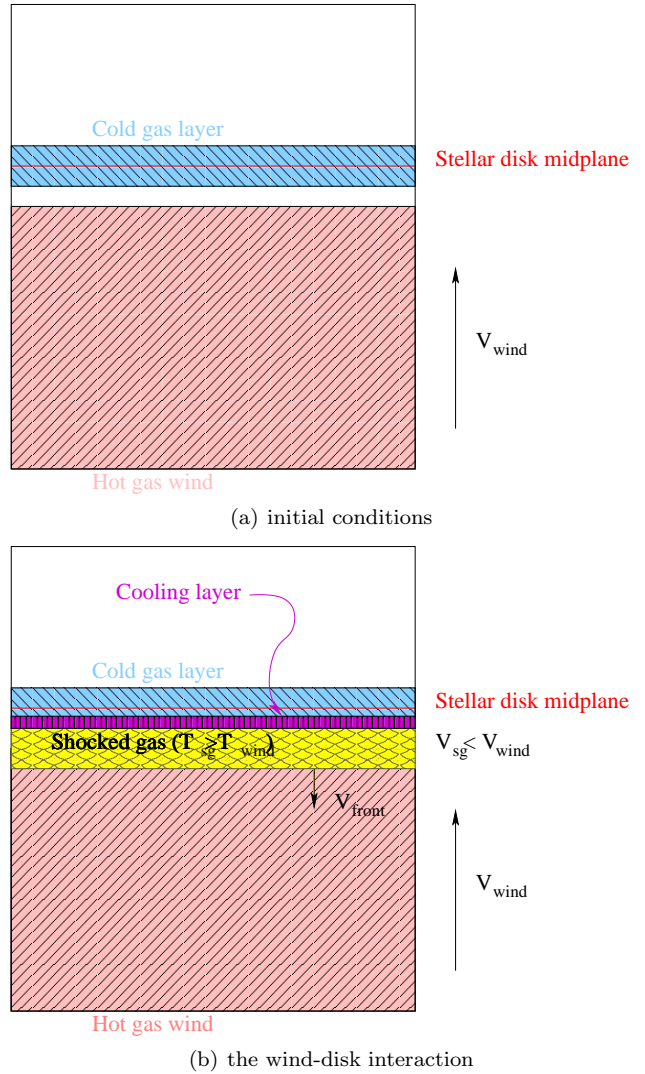 Cold gas layer
Stellar disk midplane
V_wind
Hot gas wind
(a) initial conditions
Cooling layer
Cold gas layer
Stellar disk midplane
Shocked gas (T_sg>T_wind)
V_sg< V_wind
V_front
V_wind
Hot gas wind
(b) the wind-disk interaction